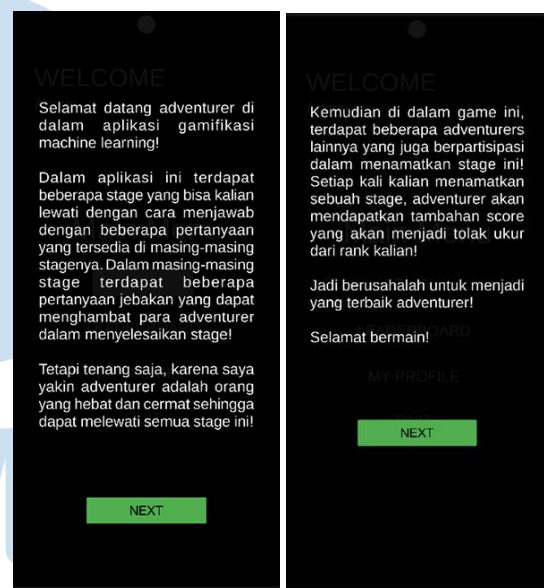 WELCOME
Selamat datang adventurer di
dalam aplikasi gamifikasi
machine learning!
Dalam aplikasi ini terdapat
beberapa stage yang bisa kalian
lewati dengan cara menjawab
dengan beberapa pertanyaan
yang tersedia di masing-masing
stagenya. Dalam masing-masing
stage terdapat beberapa
pertanyaan jebakan yang dapat
menghambat para adventurer
dalam menyelesaikan stage!
Tetapi tenang saja, karena saya
yakin adventurer adalah orang
yang hebat dan cermat sehingga
dapat melewati semua stage ini!
NEXT
WELCOME
Kemudian di dalam game ini,
terdapat beberapa adventurers
lainnya yang juga berpartisipasi
dalam menamatkan stage ini!
Setiap kali kalian menamatkan
sebuah stage, adventurer akan
mendapatkan tambahan score
yang akan menjadi tolak ukur
dari rank kalian!
Jadi berusahalah untuk menjadi
yang terbaik adventurer!
Selamat bermain!
LEADERBOARD
MY PROFILE
QUIT
NEXT